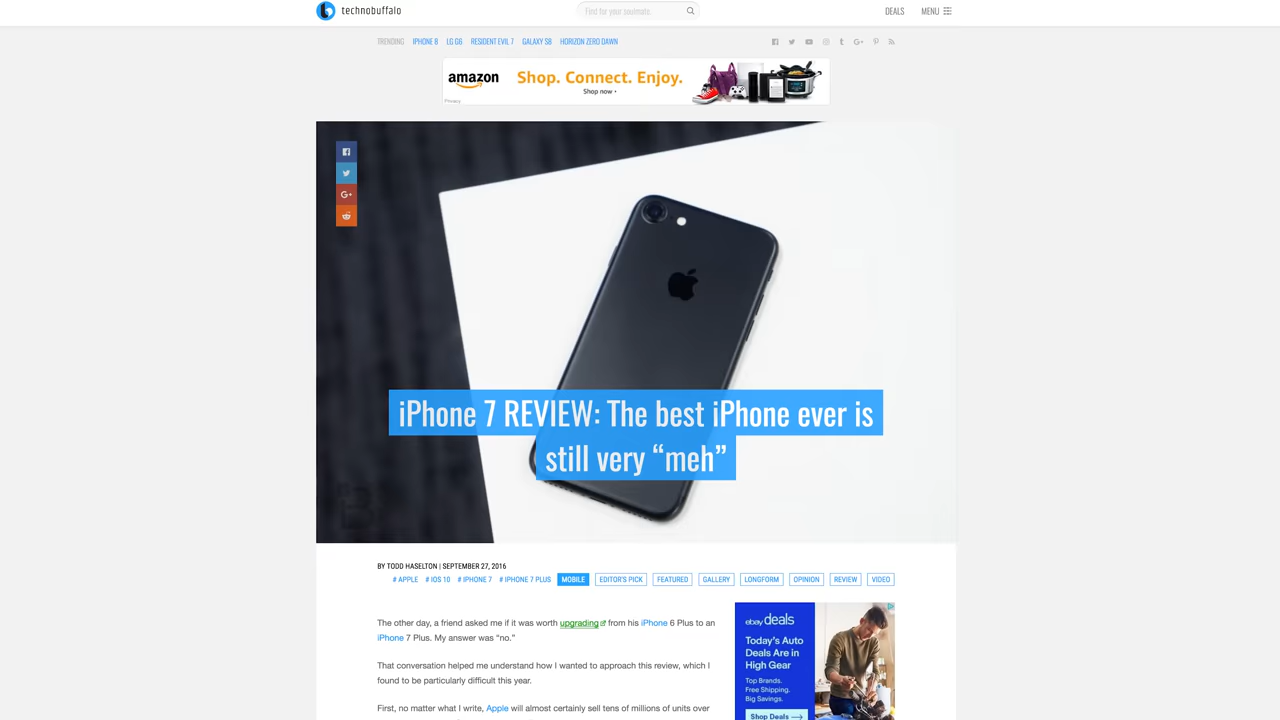 technobuffalo
Find for your soulmate.
DEALS
MENU
TRENDING IPHONE 8 LG G6 RESIDENT EVIL 7 GALAXY S8 HORIZON ZERO DAWN
amazon
Shop. Connect. Enjoy.
Shop now
Privacy
iPhone 7 REVIEW: The best iPhone ever is
still very “meh”
BY TODD HASELTON | SEPTEMBER 27, 2016
# APPLE # IOS 10 # IPHONE 7 # IPHONE 7 PLUS MOBILE EDITOR'S PICK FEATURED GALLERY LONGFORM OPINION REVIEW VIDEO
The other day, a friend asked me if it was worth upgrading from his iPhone 6 Plus to an
iPhone 7 Plus. My answer was “no.”
That conversation helped me understand how I wanted to approach this review, which I
found to be particularly difficult this year.
First, no matter what I write, Apple will almost certainly sell tens of millions of units over
ebay deals
Today's Auto
Deals Are in
High Gear
Top Brands.
Free Shipping.
Big Savings.
Shop Deals